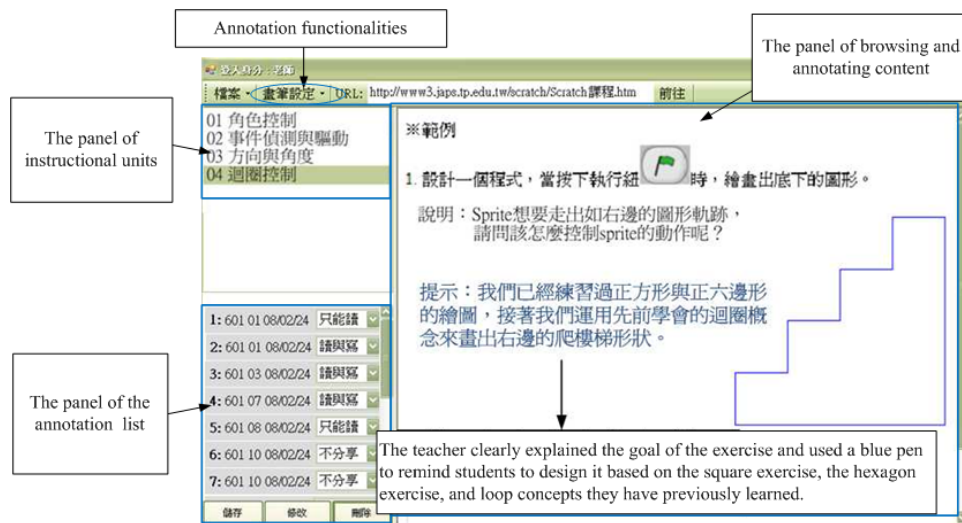 Annotation functionalities
The panel of browsing and
annotating content
The panel of
instructional units
The panel of the
annotation list
登入身分：老師
檔案 畫筆設定 URL: http://www3.japs.tp.edu.tw/scratch/Scratch課程.htm 前往
01 角色控制
02 事件偵測與驅動
03 方向與角度
04 迴圈控制
※範例
1. 設計一個程式，當按下執行鈕時，繪畫出底下的圖形。
說明：Sprite想要走出如右邊的圖形軌跡，
請問該怎麼控制sprite的動作呢？
提示：我們已經練習過正方形與正六邊形
的繪圖，接著我們運用先前學會的迴圈概
念來畫出右邊的爬樓梯形狀。
1: 601 01 08/02/24 只能讀
2: 601 01 08/02/24 讀與寫
3: 601 03 08/02/24 讀與寫
4: 601 07 08/02/24 讀與寫
5: 601 08 08/02/24 只能讀
6: 601 10 08/02/24 不分享
7: 601 10 08/02/24 不分享
儲存 修改 刪除
The teacher clearly explained the goal of the exercise and used a blue pen
to remind students to design it based on the square exercise, the hexagon
exercise, and loop concepts they have previously learned.